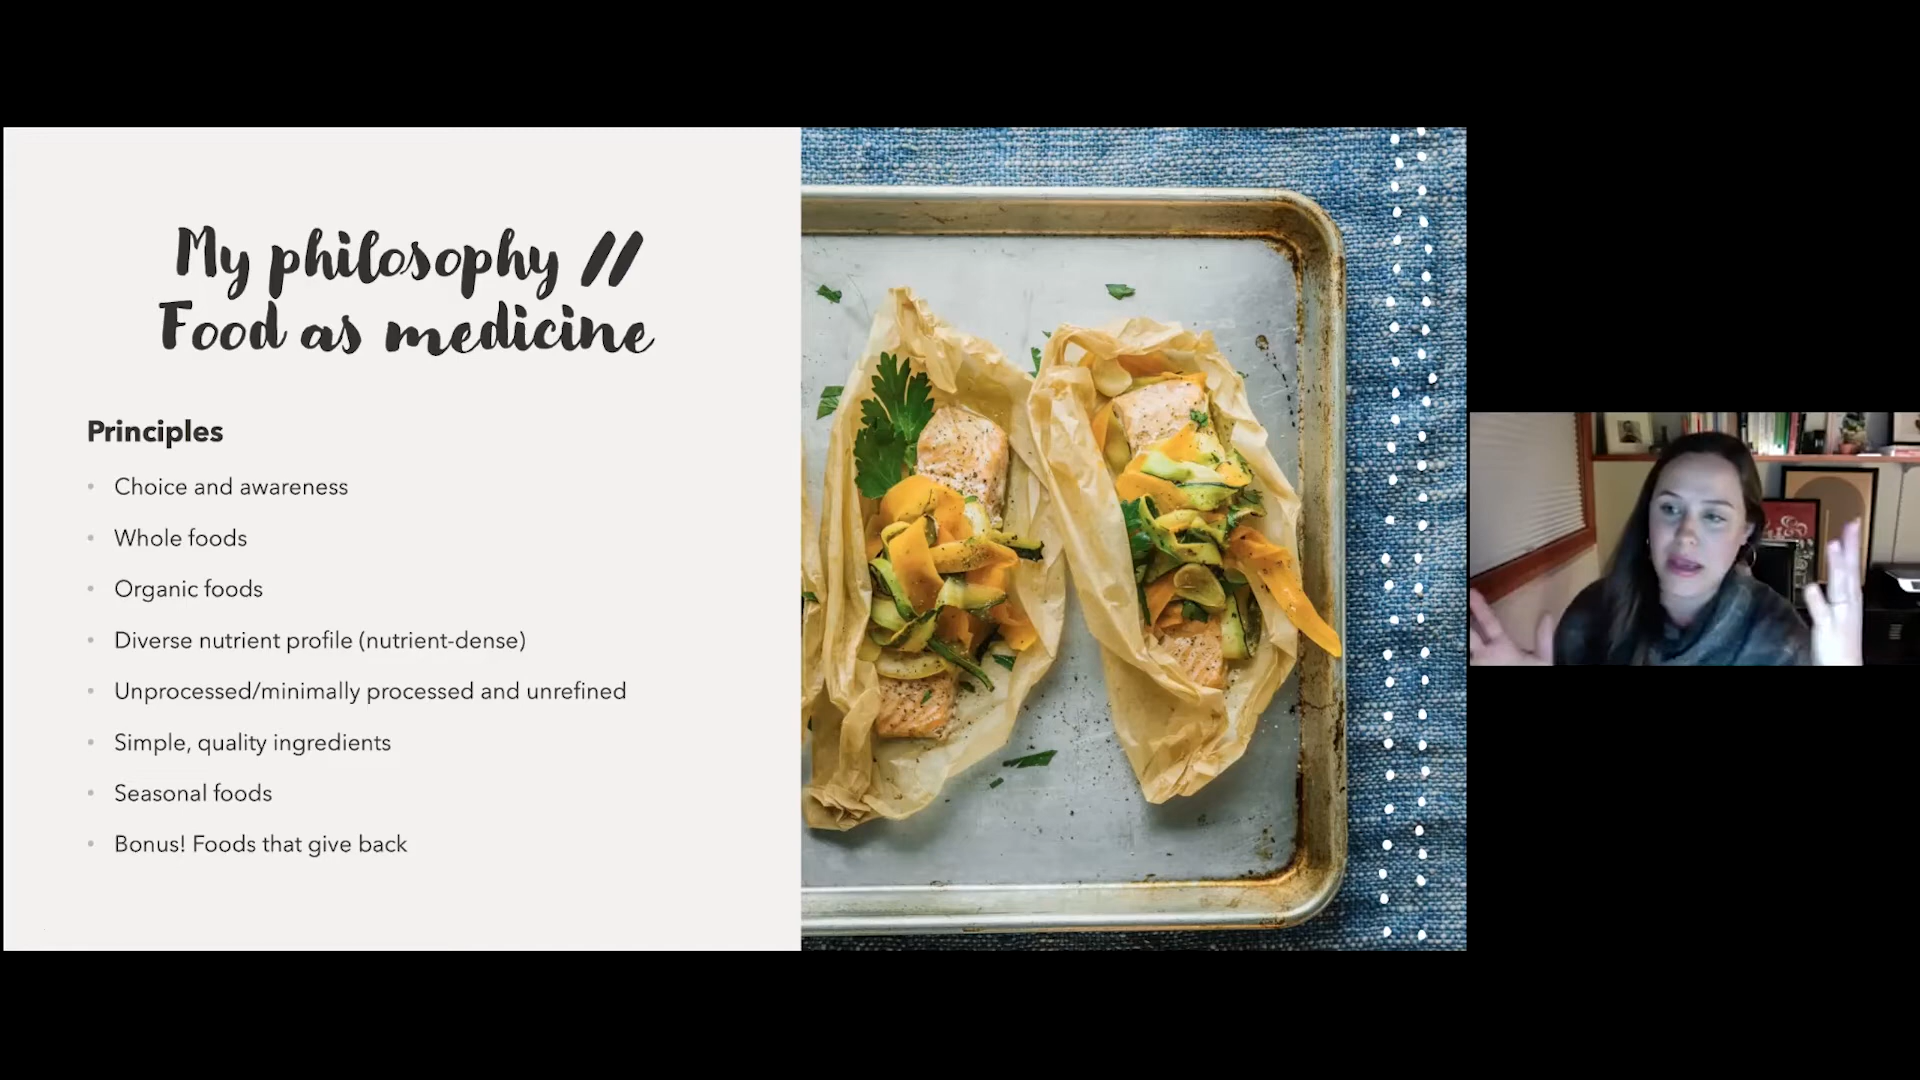 My philosophy //
Food as medicine
Principles
• Choice and awareness
• Whole foods
• Organic foods
• Diverse nutrient profile (nutrient-dense)
• Unprocessed/minimally processed and unrefined
• Simple, quality ingredients
• Seasonal foods
• Bonus! Foods that give back